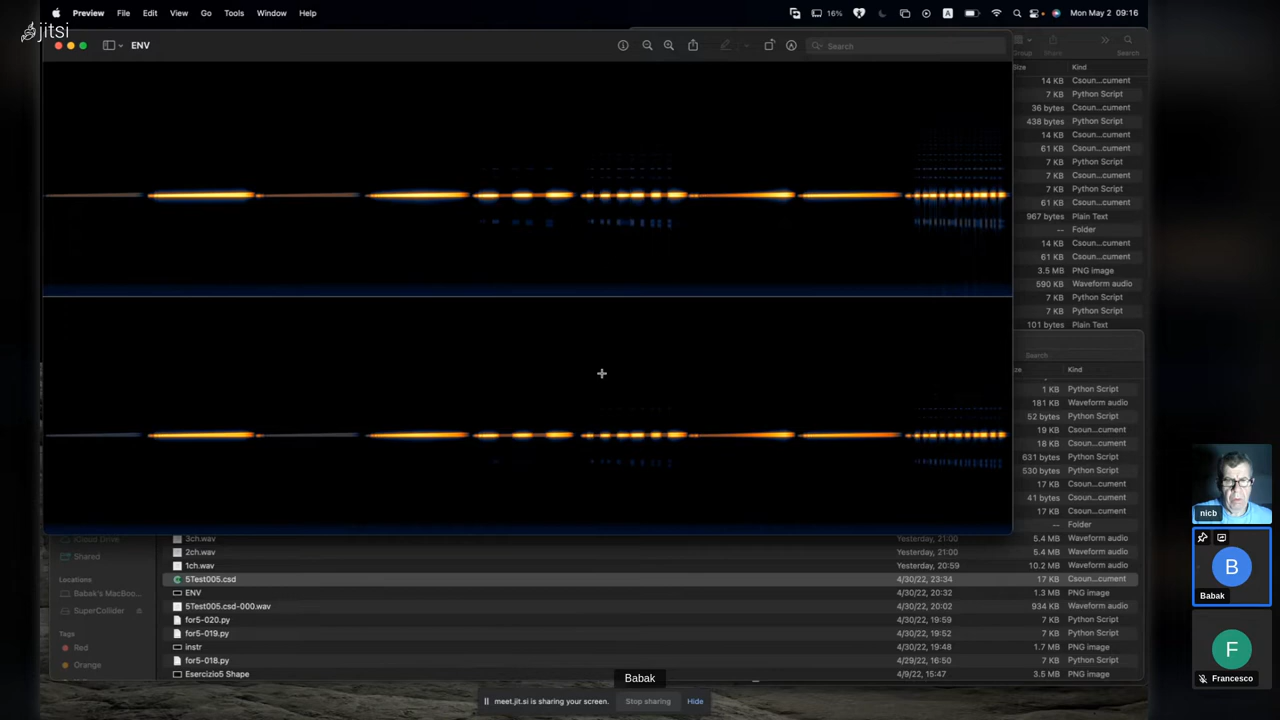 jitsi
Preview File Edit View Go Tools Window Help
16% A Mon May 2 09:16
ENV
Search
Group Share Search
Size Kind
14 KB Csoun...cument
7 KB Python Script
36 bytes Csoun...cument
438 bytes Python Script
14 KB Csoun...cument
61 KB Csoun...cument
7 KB Python Script
7 KB Csoun...cument
7 KB Python Script
61 KB Csoun...cument
967 bytes Plain Text
-- Folder
14 KB Csoun...cument
61 KB Csoun...cument
3.5 MB PNG image
590 KB Waveform audio
7 KB Python Script
7 KB Python Script
101 bytes Plain Text
Search
ze Kind
1 KB Python Script
181 KB Waveform audio
52 bytes Python Script
19 KB Csoun...cument
18 KB Csoun...cument
631 bytes Python Script
530 bytes Python Script
17 KB Csoun...cument
41 bytes Csoun...cument
17 KB Csoun...cument
-- Folder
iCloud Drive
Shared
Locations
Babak's MacBoo...
SuperCollider
Tags
Red
Orange
3ch.wav Yesterday, 21:00 5.4 MB Waveform audio
2ch.wav Yesterday, 21:00 5.4 MB Waveform audio
1ch.wav Yesterday, 20:59 10.2 MB Waveform audio
5Test005.csd 4/30/22, 23:34 17 KB Csoun...cument
ENV 4/30/22, 20:32 1.3 MB PNG image
5Test005.csd-000.wav 4/30/22, 20:02 934 KB Waveform audio
for5-020.py 4/30/22, 19:59 7 KB Python Script
for5-019.py 4/30/22, 19:52 7 KB Python Script
instr 4/30/22, 19:48 1.7 MB PNG image
for5-018.py 4/29/22, 16:50 7 KB Python Script
Esercizio5 Shape 4/9/22, 15:47 3.5 MB PNG image
Babak
meet.jit.si is sharing your screen. Stop sharing Hide
nicb
B
Babak
F
Francesco